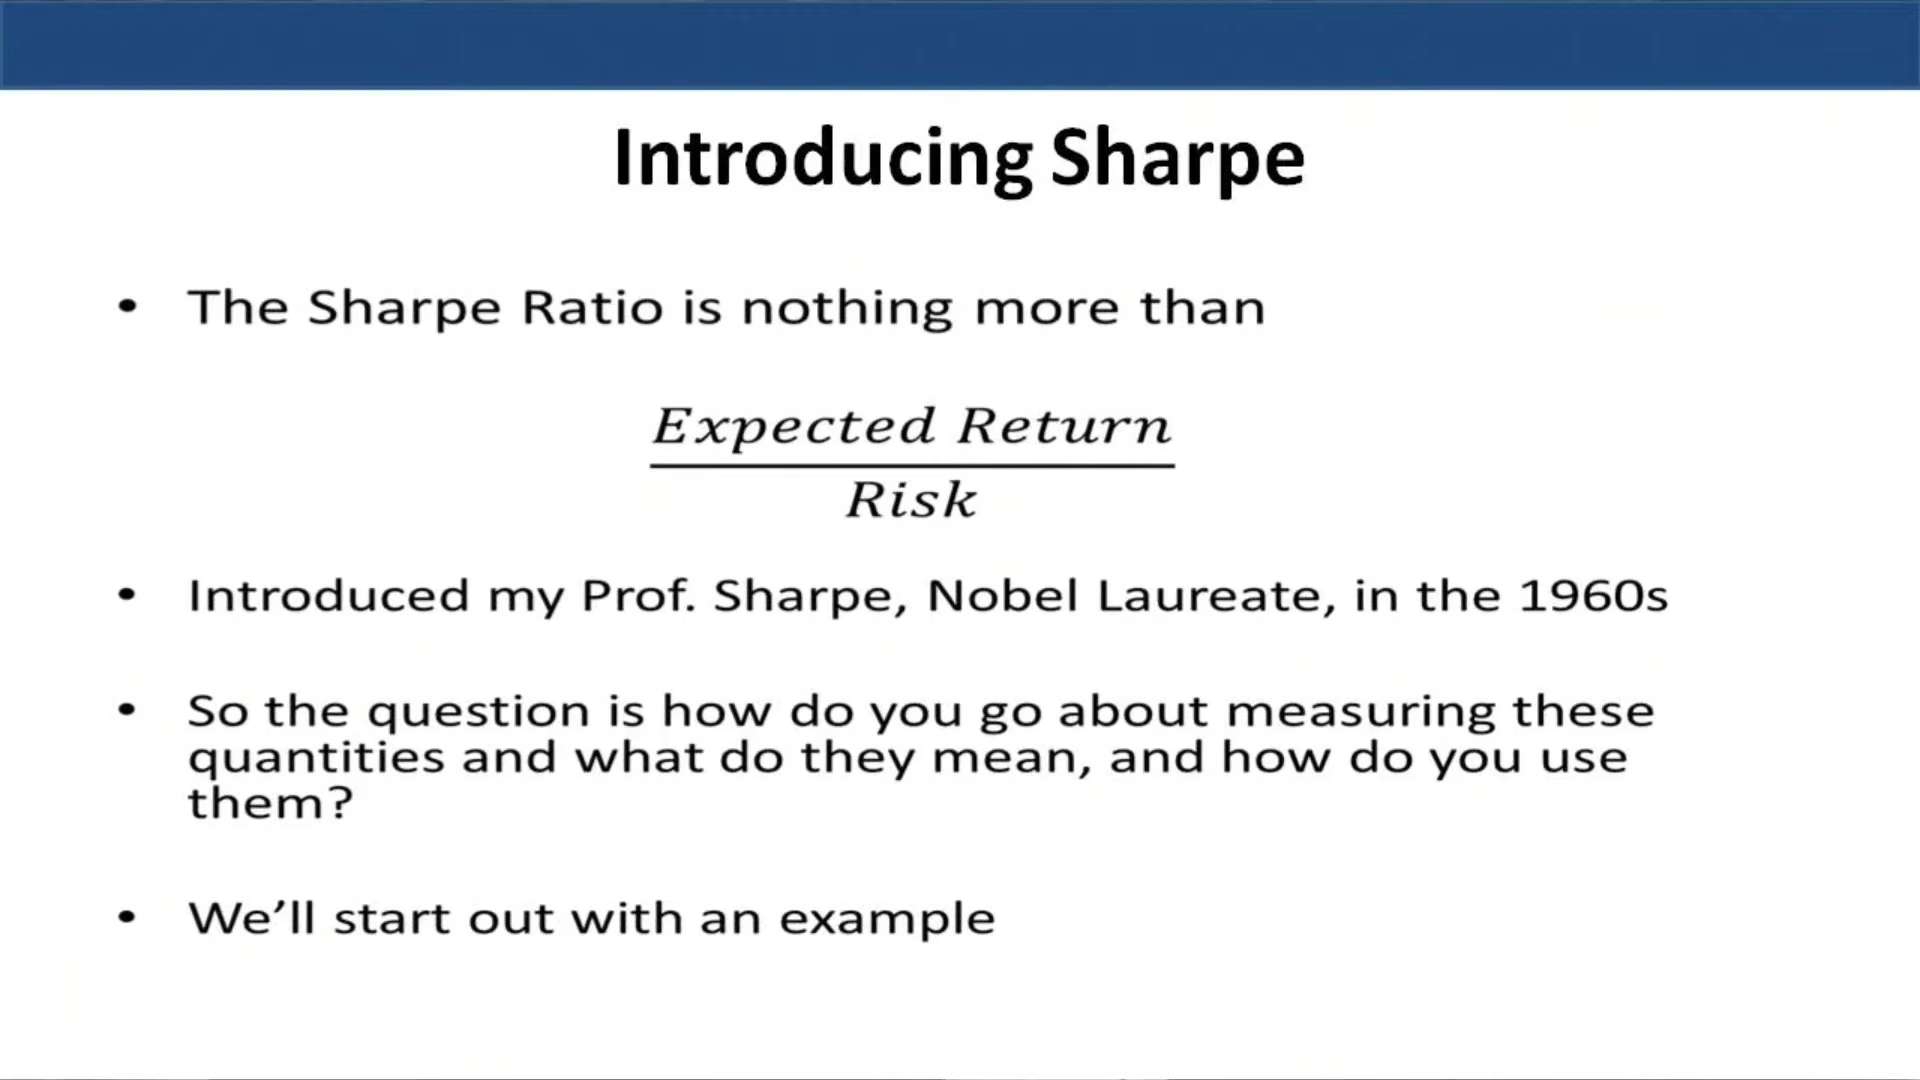 Introducing Sharpe
• The Sharpe Ratio is nothing more than
Expected Return
Risk
• Introduced my Prof. Sharpe, Nobel Laureate, in the 1960s
• So the question is how do you go about measuring these
quantities and what do they mean, and how do you use
them?
• We’ll start out with an example